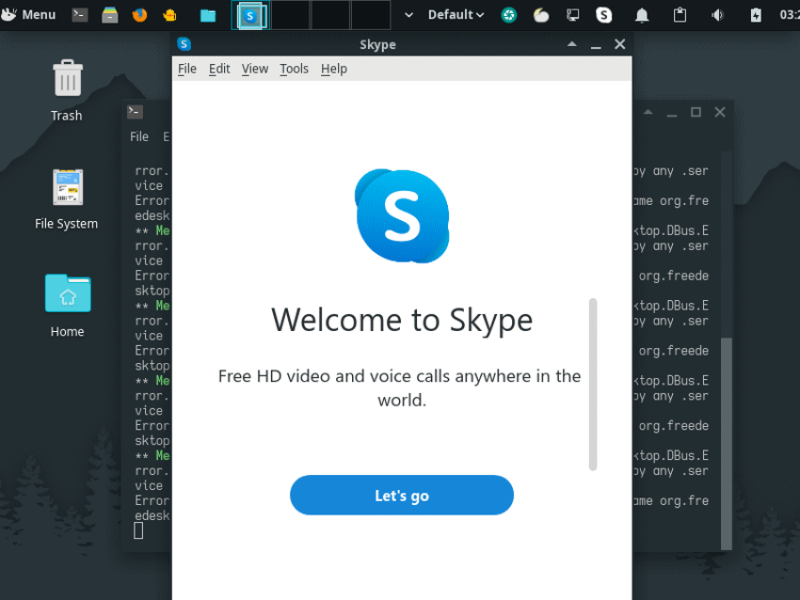 Menu
Default
03:2
Skype
File Edit View Tools Help
Trash
File System
Home
File E
rror.
vice
Error
edesk
** Me
rror.
vice
Error
sktop
** Me
rror.
vice
Error
sktop
** Me
rror.
vice
Error
sktop
** Me
rror.
vice
Error
edesk
S
Welcome to Skype
Free HD video and voice calls anywhere in the
world.
Let's go
by any .ser
ame org.fre
ktop.DBus.E
by any .ser
org.freede
ktop.DBus.E
by any .ser
org.freede
ktop.DBus.E
by any .ser
org.freede
ktop.DBus.E
by any .ser
ame org.fre